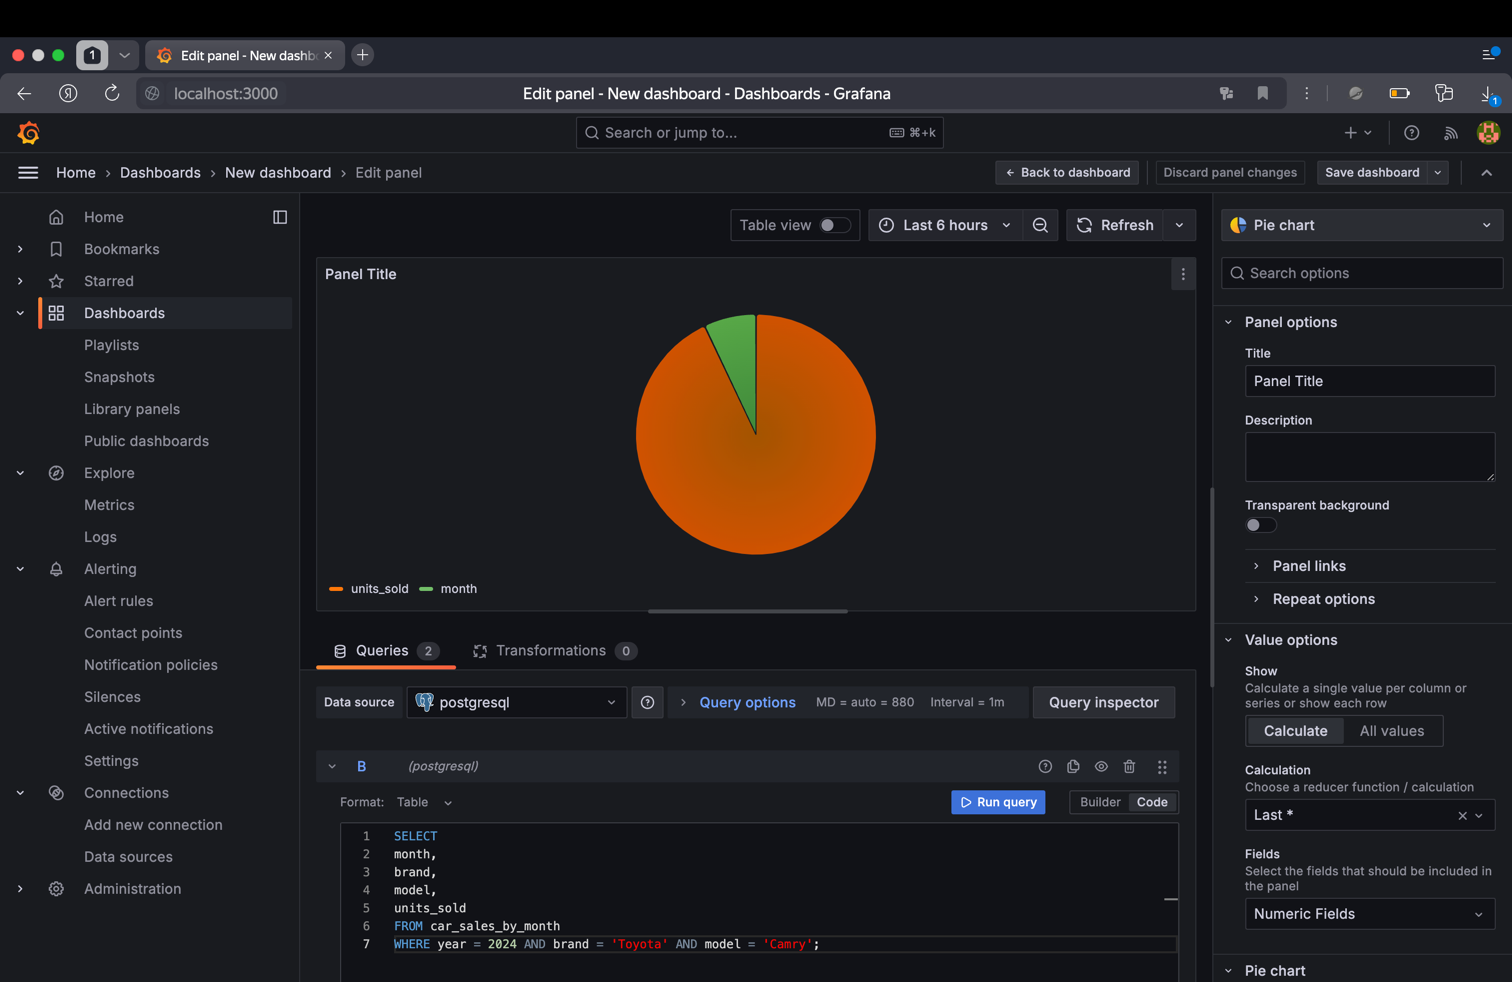 1
Edit panel - New dashb
localhost:3000
Edit panel - New dashboard - Dashboards - Grafana
1
Search or jump to...
⌘+k
Home › Dashboards › New dashboard › Edit panel
Back to dashboard
Discard panel changes
Save dashboard
Home
Bookmarks
Starred
Dashboards
Playlists
Snapshots
Library panels
Public dashboards
Explore
Metrics
Logs
Alerting
Alert rules
Contact points
Notification policies
Silences
Active notifications
Settings
Connections
Add new connection
Data sources
Administration
Table view
Last 6 hours
Refresh
Panel Title
units_sold
month
Queries 2
Transformations 0
Data source
postgresql
Query options
MD = auto = 880
Interval = 1m
Query inspector
B (postgresql)
Format: Table
Run query
Builder
Code
1 SELECT
2 month,
3 brand,
4 model,
5 units_sold
6 FROM car_sales_by_month
7 WHERE year = 2024 AND brand = 'Toyota' AND model = 'Camry';
Pie chart
Search options
Panel options
Title
Panel Title
Description
Transparent background
Panel links
Repeat options
Value options
Show
Calculate a single value per column or
series or show each row
Calculate
All values
Calculation
Choose a reducer function / calculation
Last *
Fields
Select the fields that should be included in
the panel
Numeric Fields
Pie chart